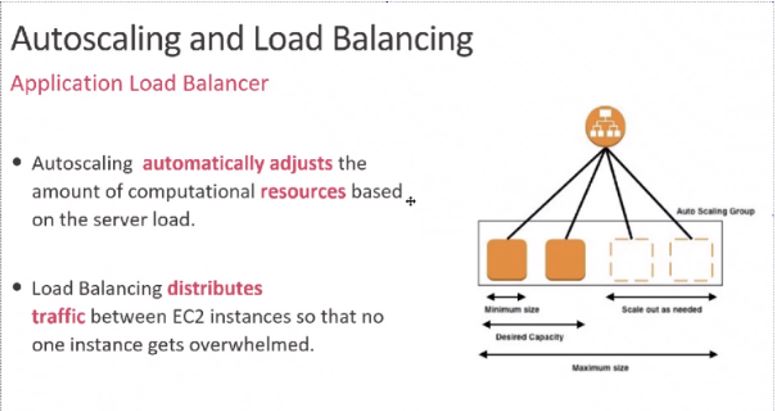 Autoscaling and Load Balancing
Application Load Balancer
• Autoscaling automatically adjusts the
amount of computational resources based
on the server load.
• Load Balancing distributes
traffic between EC2 instances so that no
one instance gets overwhelmed.
Auto Scaling Group
Minimum size
Scale out as needed
Desired Capacity
Maximum size